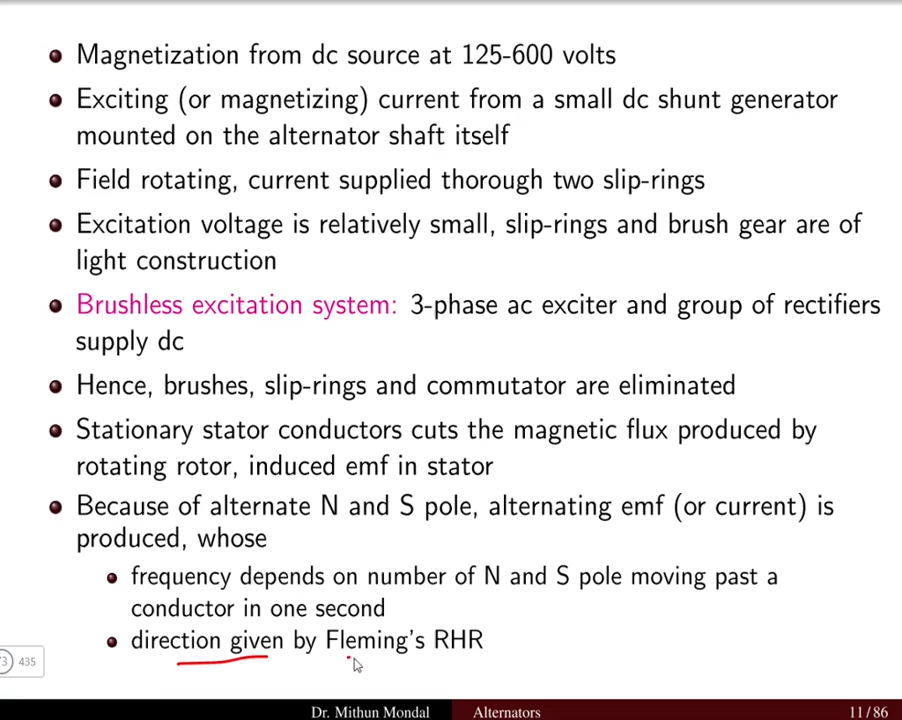 Magnetization from dc source at 125-600 volts
Exciting (or magnetizing) current from a small dc shunt generator
mounted on the alternator shaft itself
Field rotating, current supplied thorough two slip-rings
Excitation voltage is relatively small, slip-rings and brush gear are of
light construction
Brushless excitation system: 3-phase ac exciter and group of rectifiers
supply dc
Hence, brushes, slip-rings and commutator are eliminated
Stationary stator conductors cuts the magnetic flux produced by
rotating rotor, induced emf in stator
Because of alternate N and S pole, alternating emf (or current) is
produced, whose
frequency depends on number of N and S pole moving past a
conductor in one second
direction given by Fleming's RHR
435
Dr. Mithun Mondal Alternators 11/86